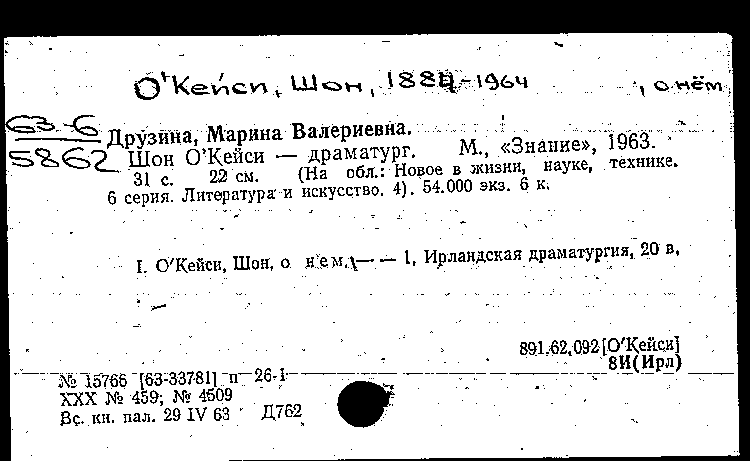 О'Кейси, Шон, 1884-1964, о нём
63-6
5862
Друзина, Марина Валериевна.
Шон О'Кейси — драматург. М., «Знание», 1963.
31 с. 22 см. (На обл.: Новое в жизни, науке, технике.
6 серия. Литература и искусство. 4). 54.000 экз. 6 к.
I. О'Кейси, Шон, о нем. — — 1. Ирландская драматургия, 20 в.
891.62.092[О'Кейси]
8И(Ирл)
№ 15766 [63-33781] п 26-1
XXX № 459; № 4509
Вс. кн. пал. 29 IV 63 Д762